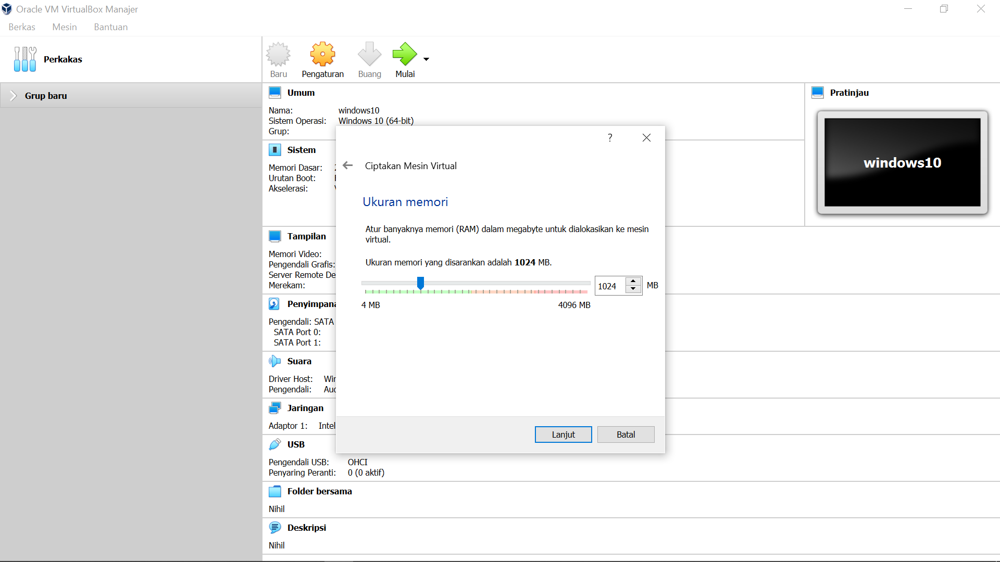 Oracle VM VirtualBox Manajer
Berkas Mesin Bantuan
Perkakas
Baru Pengaturan Buang Mulai
Grup baru
Umum
Nama: windows10
Sistem Operasi: Windows 10 (64-bit)
Grup:
Pratinjau
windows10
Sistem
Memori Dasar:
Urutan Boot:
Akselerasi:
Tampilan
Memori Video:
Pengendali Grafis:
Server Remote De
Merekam:
Penyimpana
Pengendali: SATA
SATA Port 0:
SATA Port 1:
Suara
Driver Host: Win
Pengendali: Aud
Jaringan
Adaptor 1: Intel
USB
Pengendali USB: OHCI
Penyaring Peranti: 0 (0 aktif)
Folder bersama
Nihil
Deskripsi
Nihil
?
Ciptakan Mesin Virtual
Ukuran memori
Atur banyaknya memori (RAM) dalam megabyte untuk dialokasikan ke mesin
virtual.
Ukuran memori yang disarankan adalah 1024 MB.
1024 MB
4 MB 4096 MB
Lanjut Batal